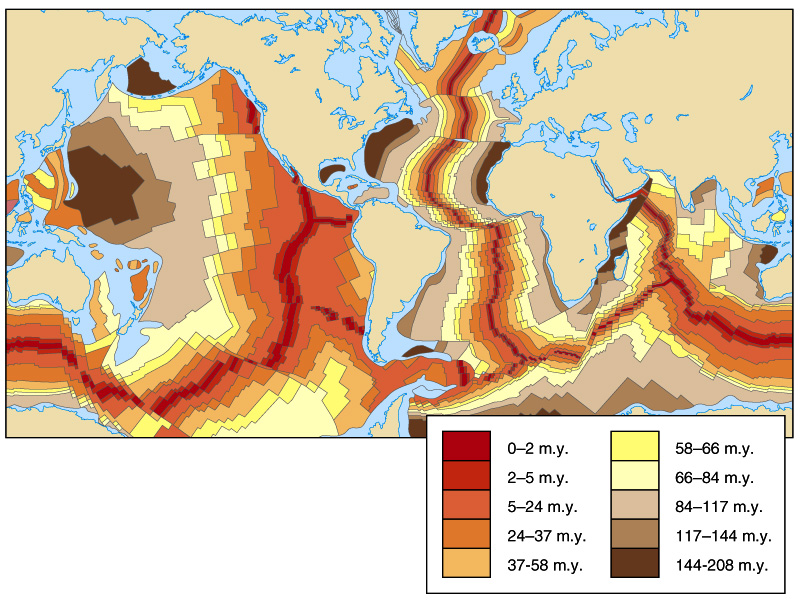 0–2 m.y.
2–5 m.y.
5–24 m.y.
24–37 m.y.
37-58 m.y.
58–66 m.y.
66–84 m.y.
84–117 m.y.
117–144 m.y.
144-208 m.y.